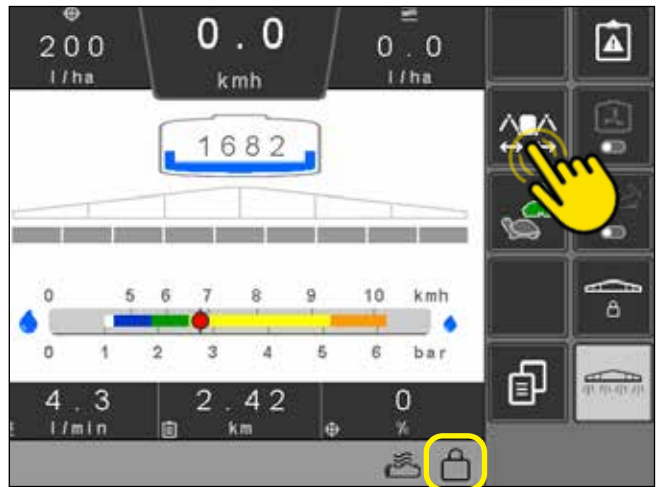 200 0.0 0.0
l/ha kmh l/ha
1682
0 5 6 7 8 9 10 kmh
0 1 2 3 4 5 6 bar
4.3 2.42 0
l/min km %